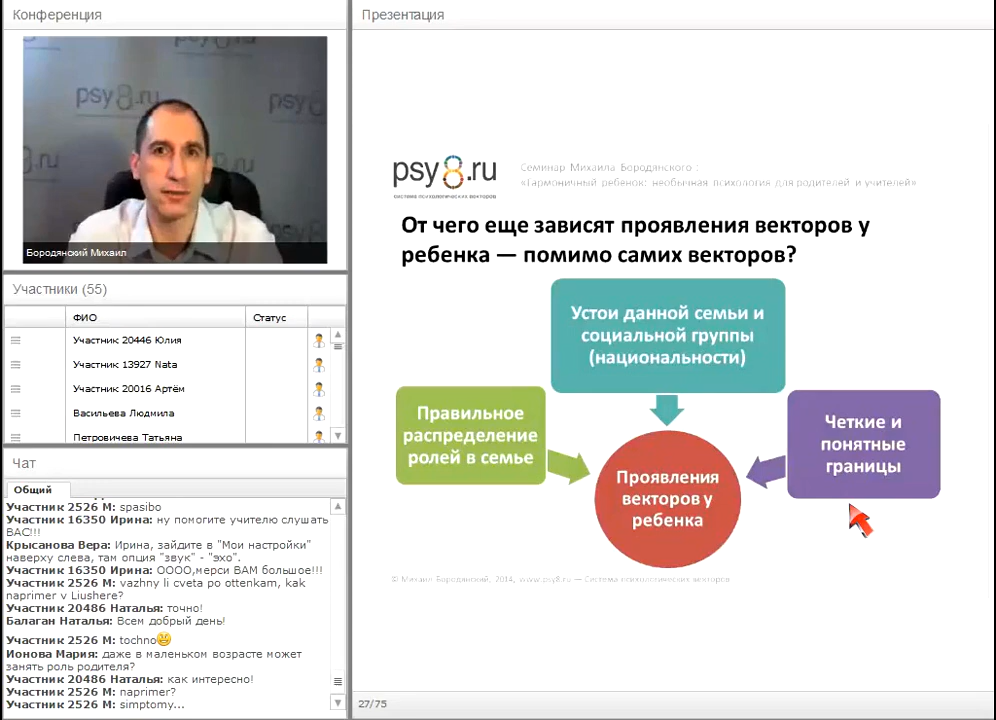 Конференция
psy8.ru
Бородянский Михаил
Участники (55)
ФИО
Статус
Участник 20446 Юлия
Участник 13927 Nata
Участник 20016 Артём
Васильева Людмила
Петровичева Татьяна
Чат
Общий
Участник 2526 M: spasibo
Участник 16350 Ирина: ну помогите учителю слушать
ВАС!!!
Крысанова Вера: Ирина, зайдите в "Мои настройки"
наверху слева, там опция "звук" - "эхо".
Участник 16350 Ирина: ОООО,мерси ВАМ большое!!!
Участник 2526 M: vazhny li cveta po ottenkam, kak
naprimer v Liushere?
Участник 20486 Наталья: точно!
Балаган Наталья: Всем добрый день!
Участник 2526 M: tochno
Ионова Мария: даже в маленьком возрасте может
занять роль родителя?
Участник 20486 Наталья: как интересно!
Участник 2526 M: naprimer?
Участник 2526 M: simptomy...
Презентация
psy8.ru
система психологических векторов
Семинар Михаила Бородянского :
«Гармоничный ребенок: необычная психология для родителей и учителей»
От чего еще зависят проявления векторов у
ребенка — помимо самих векторов?
Устои данной семьи и
социальной группы
(национальности)
Правильное
распределение
ролей в семье
Четкие и
понятные
границы
Проявления
векторов у
ребенка
© Михаил Бородянский, 2014, www.psy8.ru — Система психологических векторов
27/75